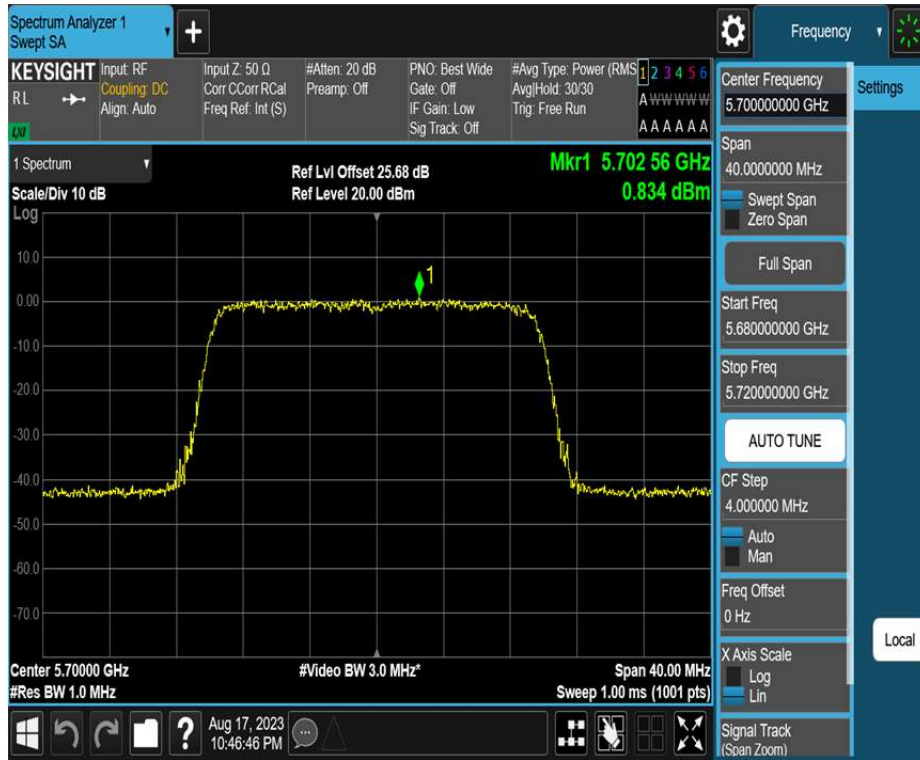 Spectrum Analyzer 1
Swept SA
+
Frequency
KEYSIGHT
RL
LXI
Input: RF
Coupling: DC
Align: Auto
Input Z: 50 Ω
Corr CCorr RCal
Freq Ref: Int (S)
#Atten: 20 dB
Preamp: Off
PNO: Best Wide
Gate: Off
IF Gain: Low
Sig Track: Off
#Avg Type: Power (RMS
Avg|Hold: 30/30
Trig: Free Run
1 2 3 4 5 6
A W W W W W
A A A A A A
1 Spectrum
Scale/Div 10 dB
Log
Ref Lvl Offset 25.68 dB
Ref Level 20.00 dBm
Mkr1 5.702 56 GHz
0.834 dBm
1
10.0
0.00
-10.0
-20.0
-30.0
-40.0
-50.0
-60.0
-70.0
Center 5.70000 GHz
#Res BW 1.0 MHz
#Video BW 3.0 MHz*
Span 40.00 MHz
Sweep 1.00 ms (1001 pts)
?
Aug 17, 2023
10:46:46 PM
Center Frequency
5.70000000 GHz
Span
40.0000000 MHz
Swept Span
Zero Span
Full Span
Start Freq
5.680000000 GHz
Stop Freq
5.720000000 GHz
AUTO TUNE
CF Step
4.000000 MHz
Auto
Man
Freq Offset
0 Hz
X Axis Scale
Log
Lin
Signal Track
(Span Zoom)
Settings
Local